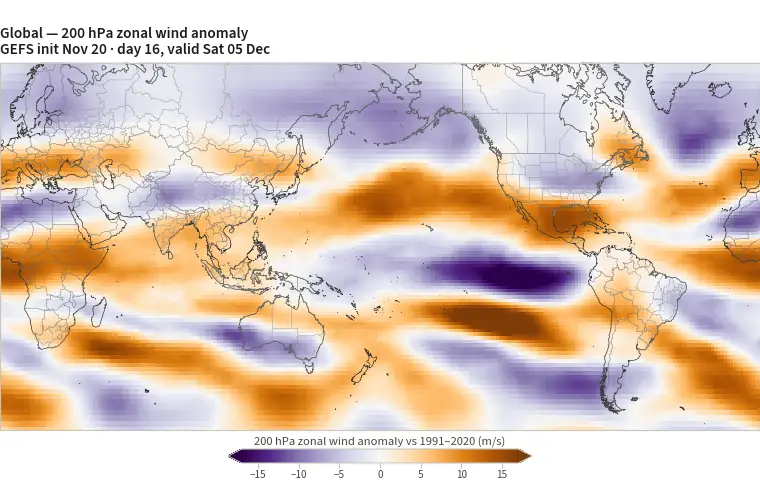 Global — 200 hPa zonal wind anomaly
GEFS init Nov 20 · day 16, valid Sat 05 Dec
200 hPa zonal wind anomaly vs 1991–2020 (m/s)
−15 −10 −5 0 5 10 15